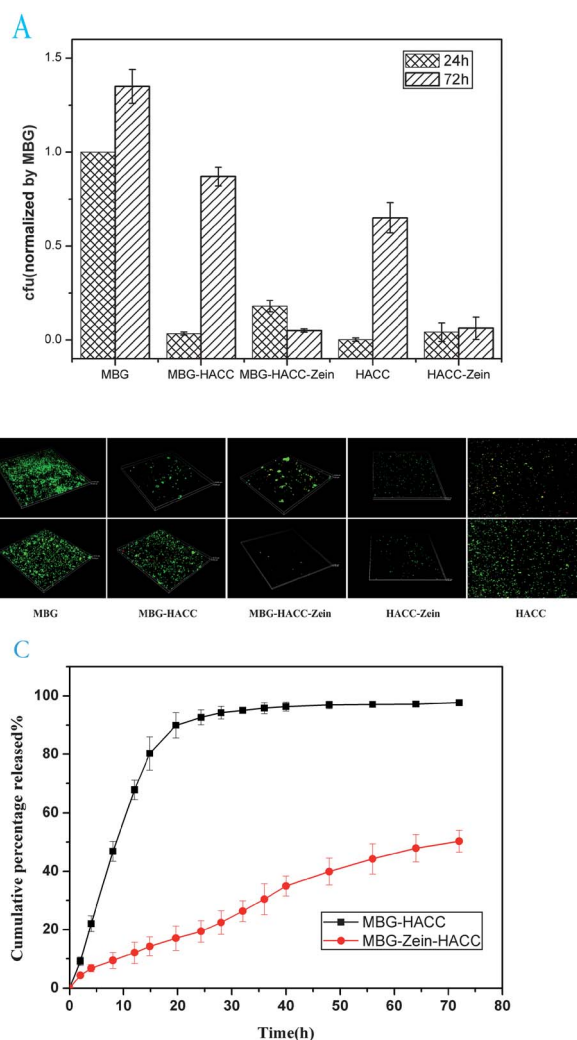 A
24h
72h
1.5
1.0
0.5
0.0
cfu(normalized by MBG)
MBG MBG-HACC MBG-HACC-Zein HACC HACC-Zein
MBG MBG-HACC MBG-HACC-Zein HACC-Zein HACC
C
100
80
60
40
20
0
Cumulative percentage released%
MBG-HACC
MBG-Zein-HACC
0 10 20 30 40 50 60 70 80
Time(h)